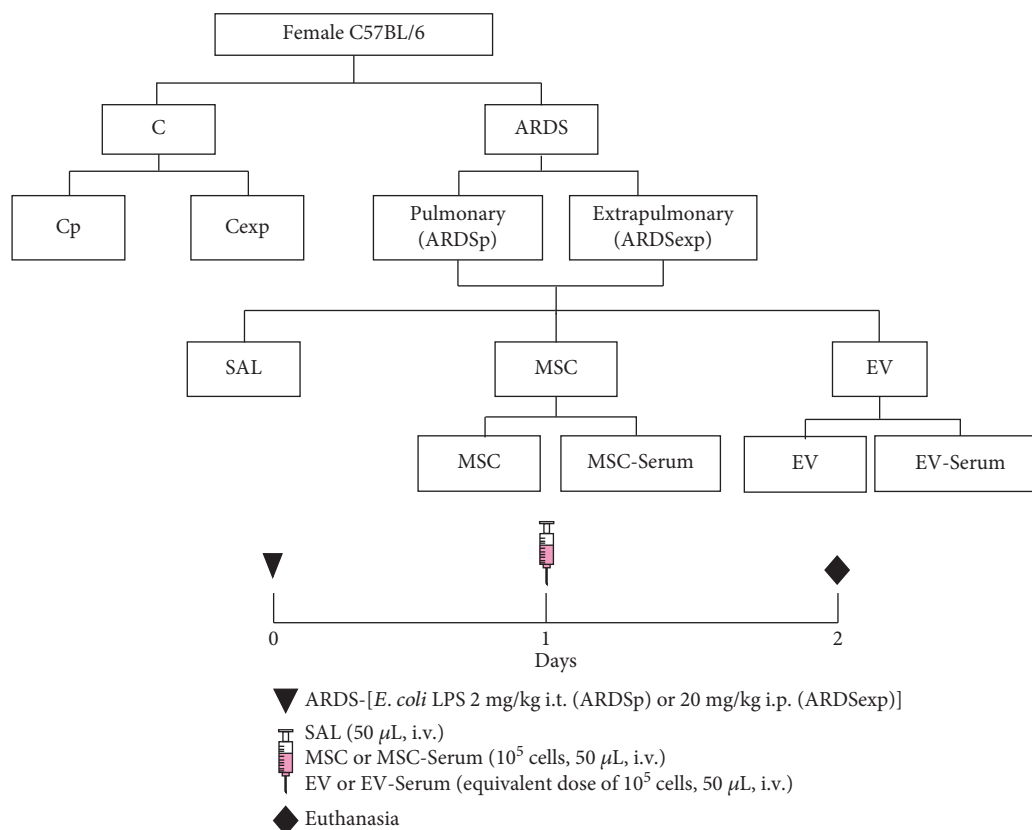 Female C57BL/6
C
ARDS
Cp
Cexp
Pulmonary
(ARDSp)
Extrapulmonary
(ARDSexp)
SAL
MSC
EV
MSC
MSC-Serum
EV
EV-Serum
0
1
2
Days
ARDS-[E. coli LPS 2 mg/kg i.t. (ARDSp) or 20 mg/kg i.p. (ARDSexp)]
SAL (50 μL, i.v.)
MSC or MSC-Serum (10⁵ cells, 50 μL, i.v.)
EV or EV-Serum (equivalent dose of 10⁵ cells, 50 μL, i.v.)
Euthanasia